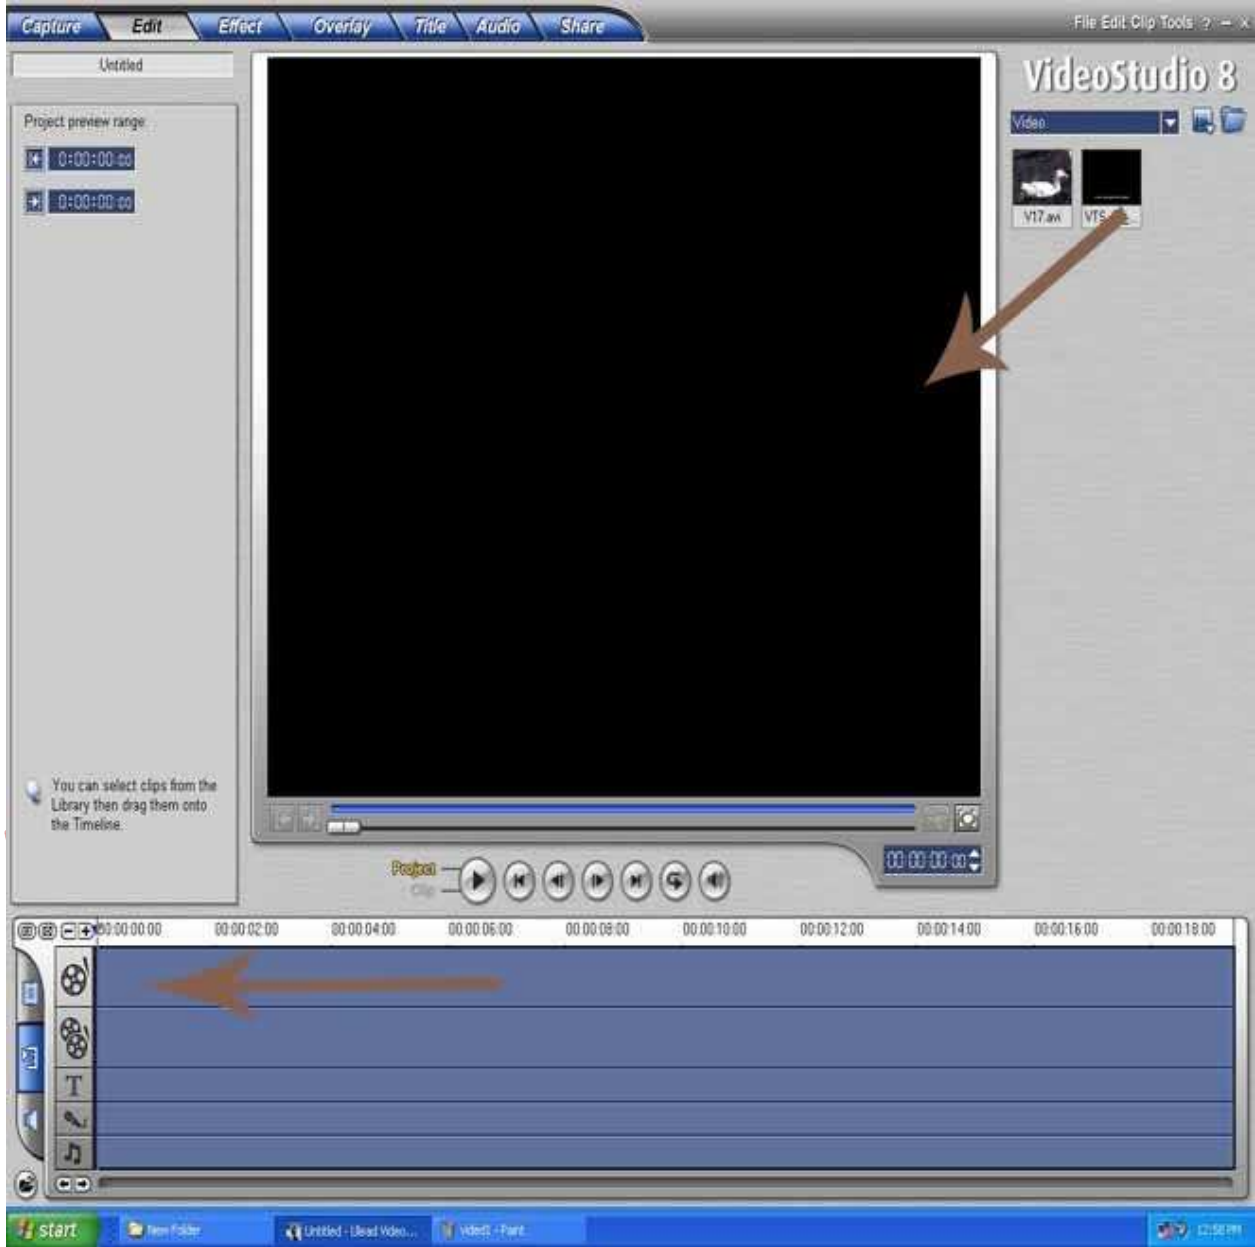 Capture Edit Effect Overlay Title Audio Share
File Edit Clip Tools ? - x
Untitled
VideoStudio 8
Project preview range:
Video
0:00:00:00
0:00:00:00
V17.avi
You can select clips from the
Library then drag them onto
the Timeline.
Project
Clip
00:00:00:00
00:00:00:00 00:00:02:00 00:00:04:00 00:00:06:00 00:00:08:00 00:00:10:00 00:00:12:00 00:00:14:00 00:00:16:00 00:00:18:00
T
start
New Folder
Untitled - Ulead Video...
- Paint